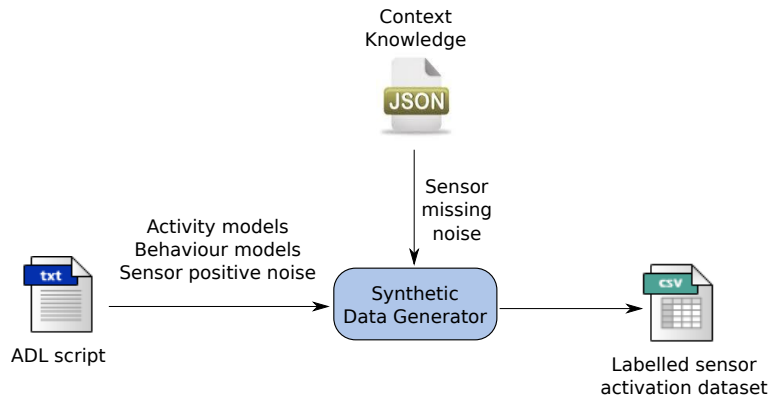 Context
Knowledge
JSON
Sensor
missing
noise
Activity models
Behaviour models
Sensor positive noise
txt
ADL script
Synthetic
Data Generator
csv
Labelled sensor
activation dataset